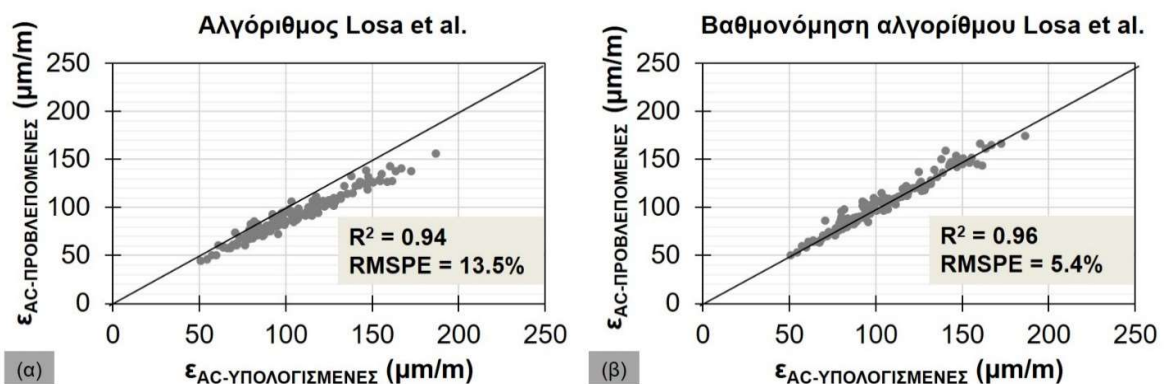 Αλγόριθμος Losa et al.
εAC-ΠΡΟΒΛΕΠΟΜΕΝΕΣ (μm/m)
250
200
150
100
50
0
R² = 0.94
RMSPE = 13.5%
0 50 100 150 200 250
εAC-ΥΠΟΛΟΓΙΣΜΕΝΕΣ (μm/m)
(α)
Βαθμονόμηση αλγορίθμου Losa et al.
εAC-ΠΡΟΒΛΕΠΟΜΕΝΕΣ (μm/m)
250
200
150
100
50
0
R² = 0.96
RMSPE = 5.4%
0 50 100 150 200 250
εAC-ΥΠΟΛΟΓΙΣΜΕΝΕΣ (μm/m)
(β)